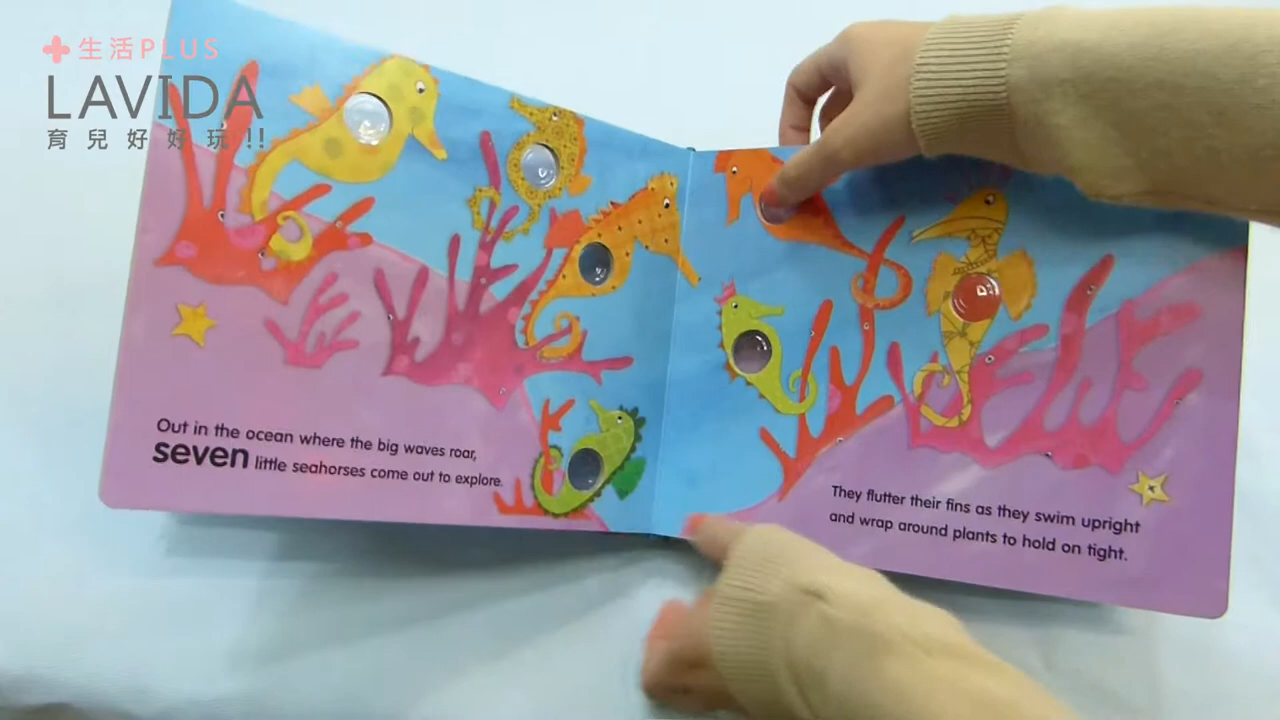 生活PLUS
LAVIDA
育兒好好玩!!
Out in the ocean where the big waves roar,
seven little seahorses come out to explore.
They flutter their fins as they swim upright
and wrap around plants to hold on tight.